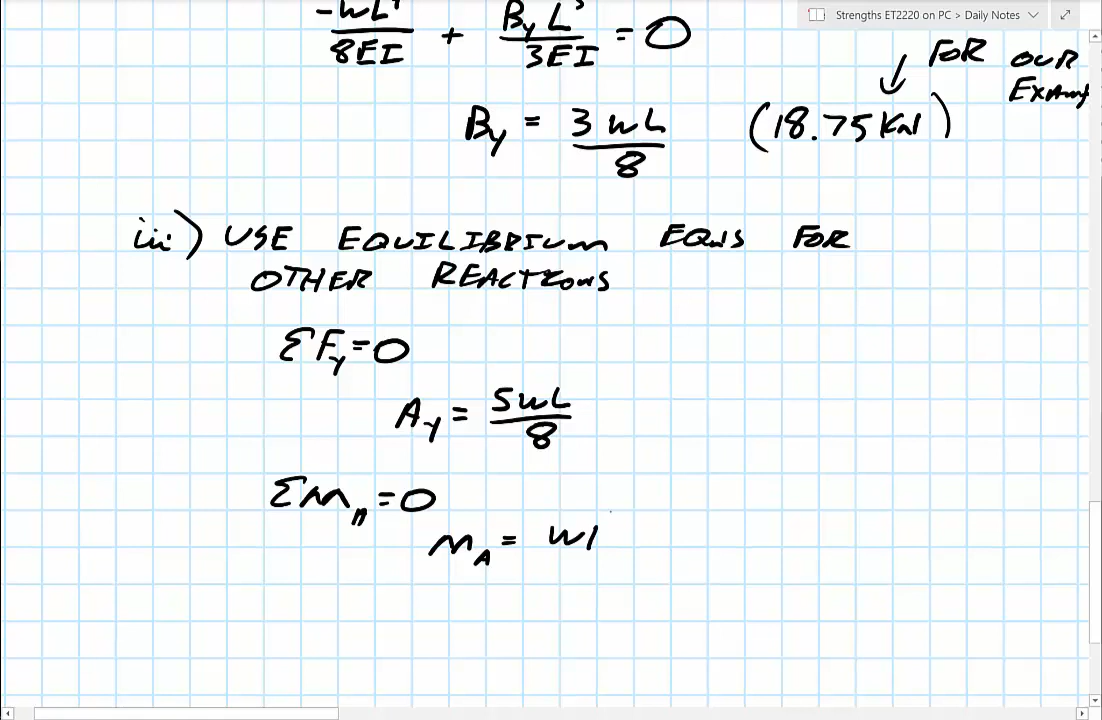 Strengths ET2220 on PC > Daily Notes
-wL⁴/8EI + ByL³/3EI = 0
FOR OUR
EXAMP
By = 3wL/8 (18.75 kN)
iii) USE EQUILIBRIUM EQNS FOR
OTHER REACTIONS
ΣFy=0
Ay = 5wL/8
ΣMA=0
MA = wL